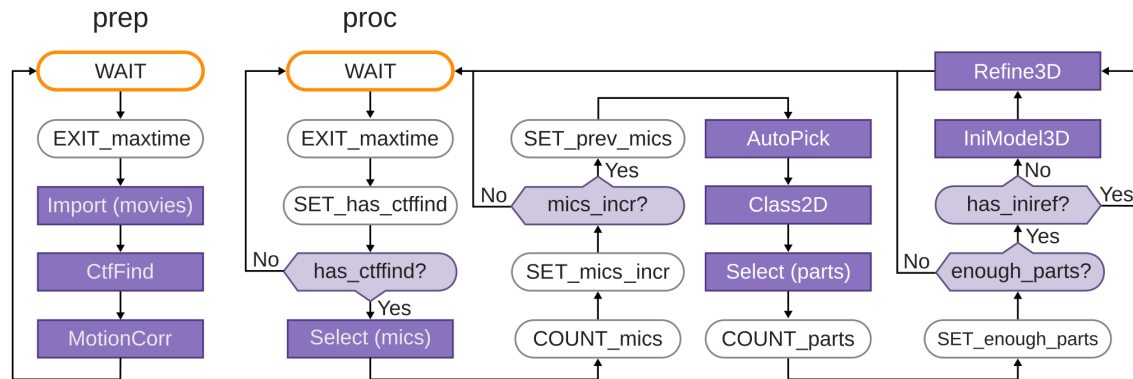 prep
WAIT
EXIT_maxtime
Import (movies)
CtfFind
MotionCorr
proc
WAIT
EXIT_maxtime
SET_has_ctffind
No
has_ctffind?
Yes
Select (mics)
SET_prev_mics
Yes
No
mics_incr?
SET_mics_incr
COUNT_mics
AutoPick
Class2D
Select (parts)
COUNT_parts
Refine3D
IniModel3D
No
has_iniref?
Yes
Yes
No
enough_parts?
SET_enough_parts